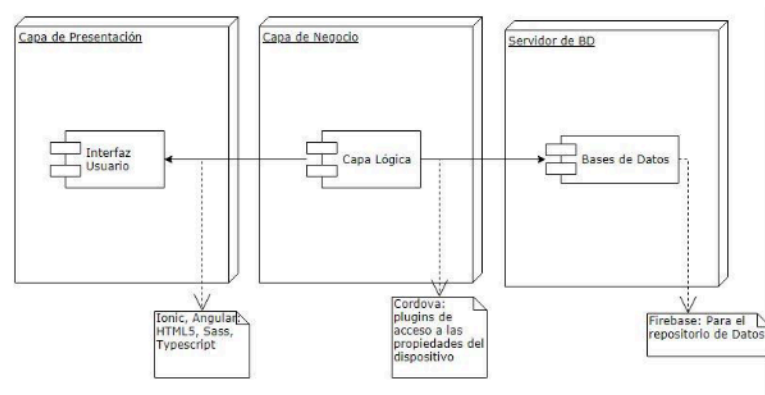 Capa de Presentación
Capa de Negocio
Servidor de BD
Interfaz
Usuario
Capa Lógica
Bases de Datos
Ionic, Angular:
HTML5, Sass,
Typescript
Cordova:
plugins de
acceso a las
propiedades del
dispositivo
Firebase: Para el
repositorio de Datos